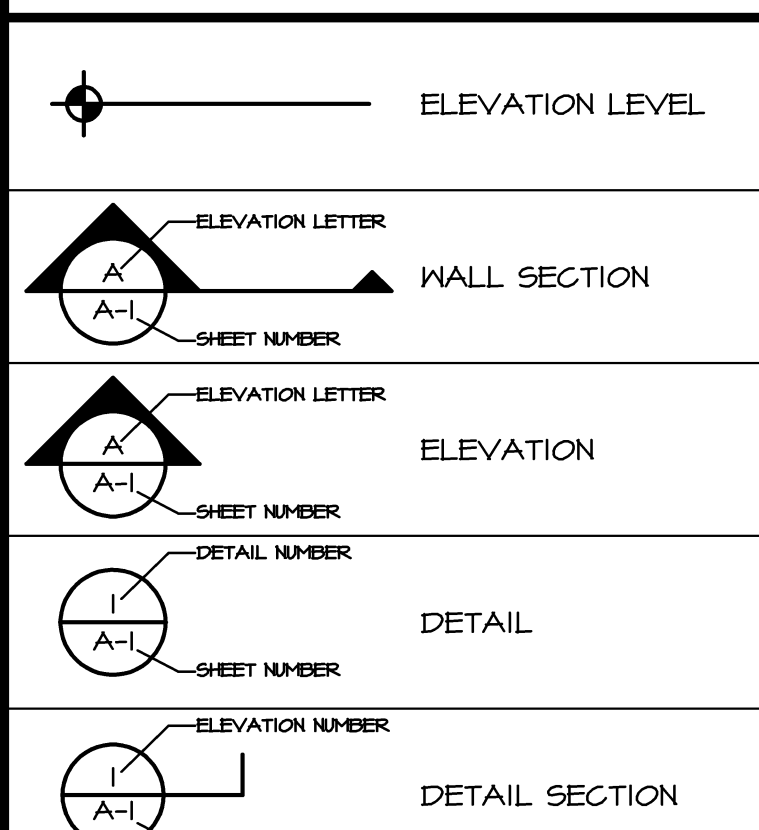 ELEVATION LEVEL
ELEVATION LETTER
A
WALL SECTION
A-1
SHEET NUMBER
ELEVATION LETTER
A
ELEVATION
A-1
SHEET NUMBER
DETAIL NUMBER
1
DETAIL
A-1
SHEET NUMBER
ELEVATION NUMBER
1
DETAIL SECTION
A-1